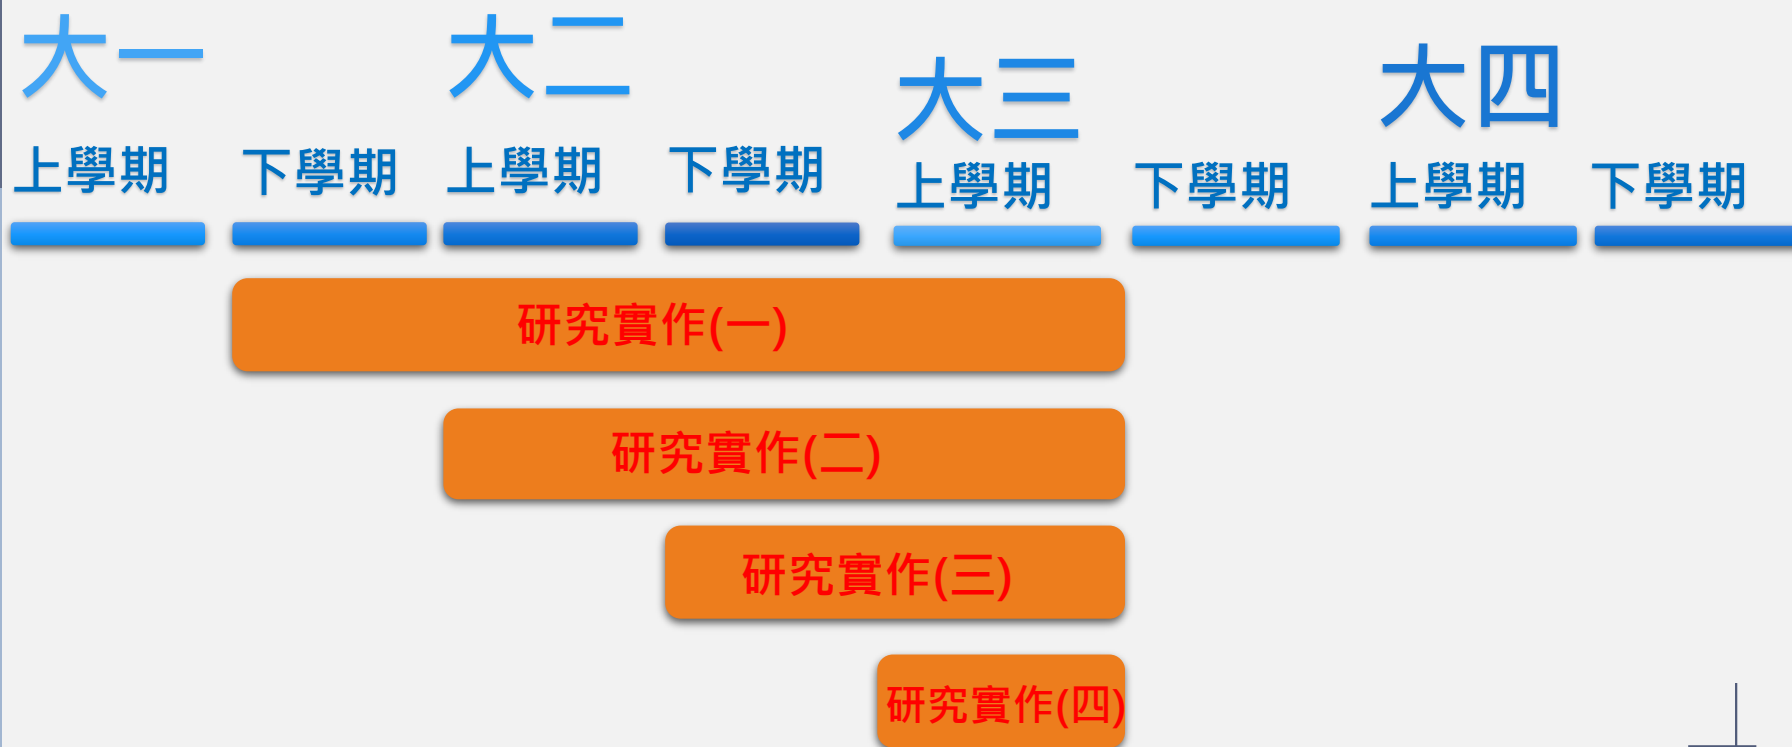 大一 大二 大三 大四
上學期 下學期 上學期 下學期 上學期 下學期 上學期 下學期
研究實作(一)
研究實作(二)
研究實作(三)
研究實作(四)